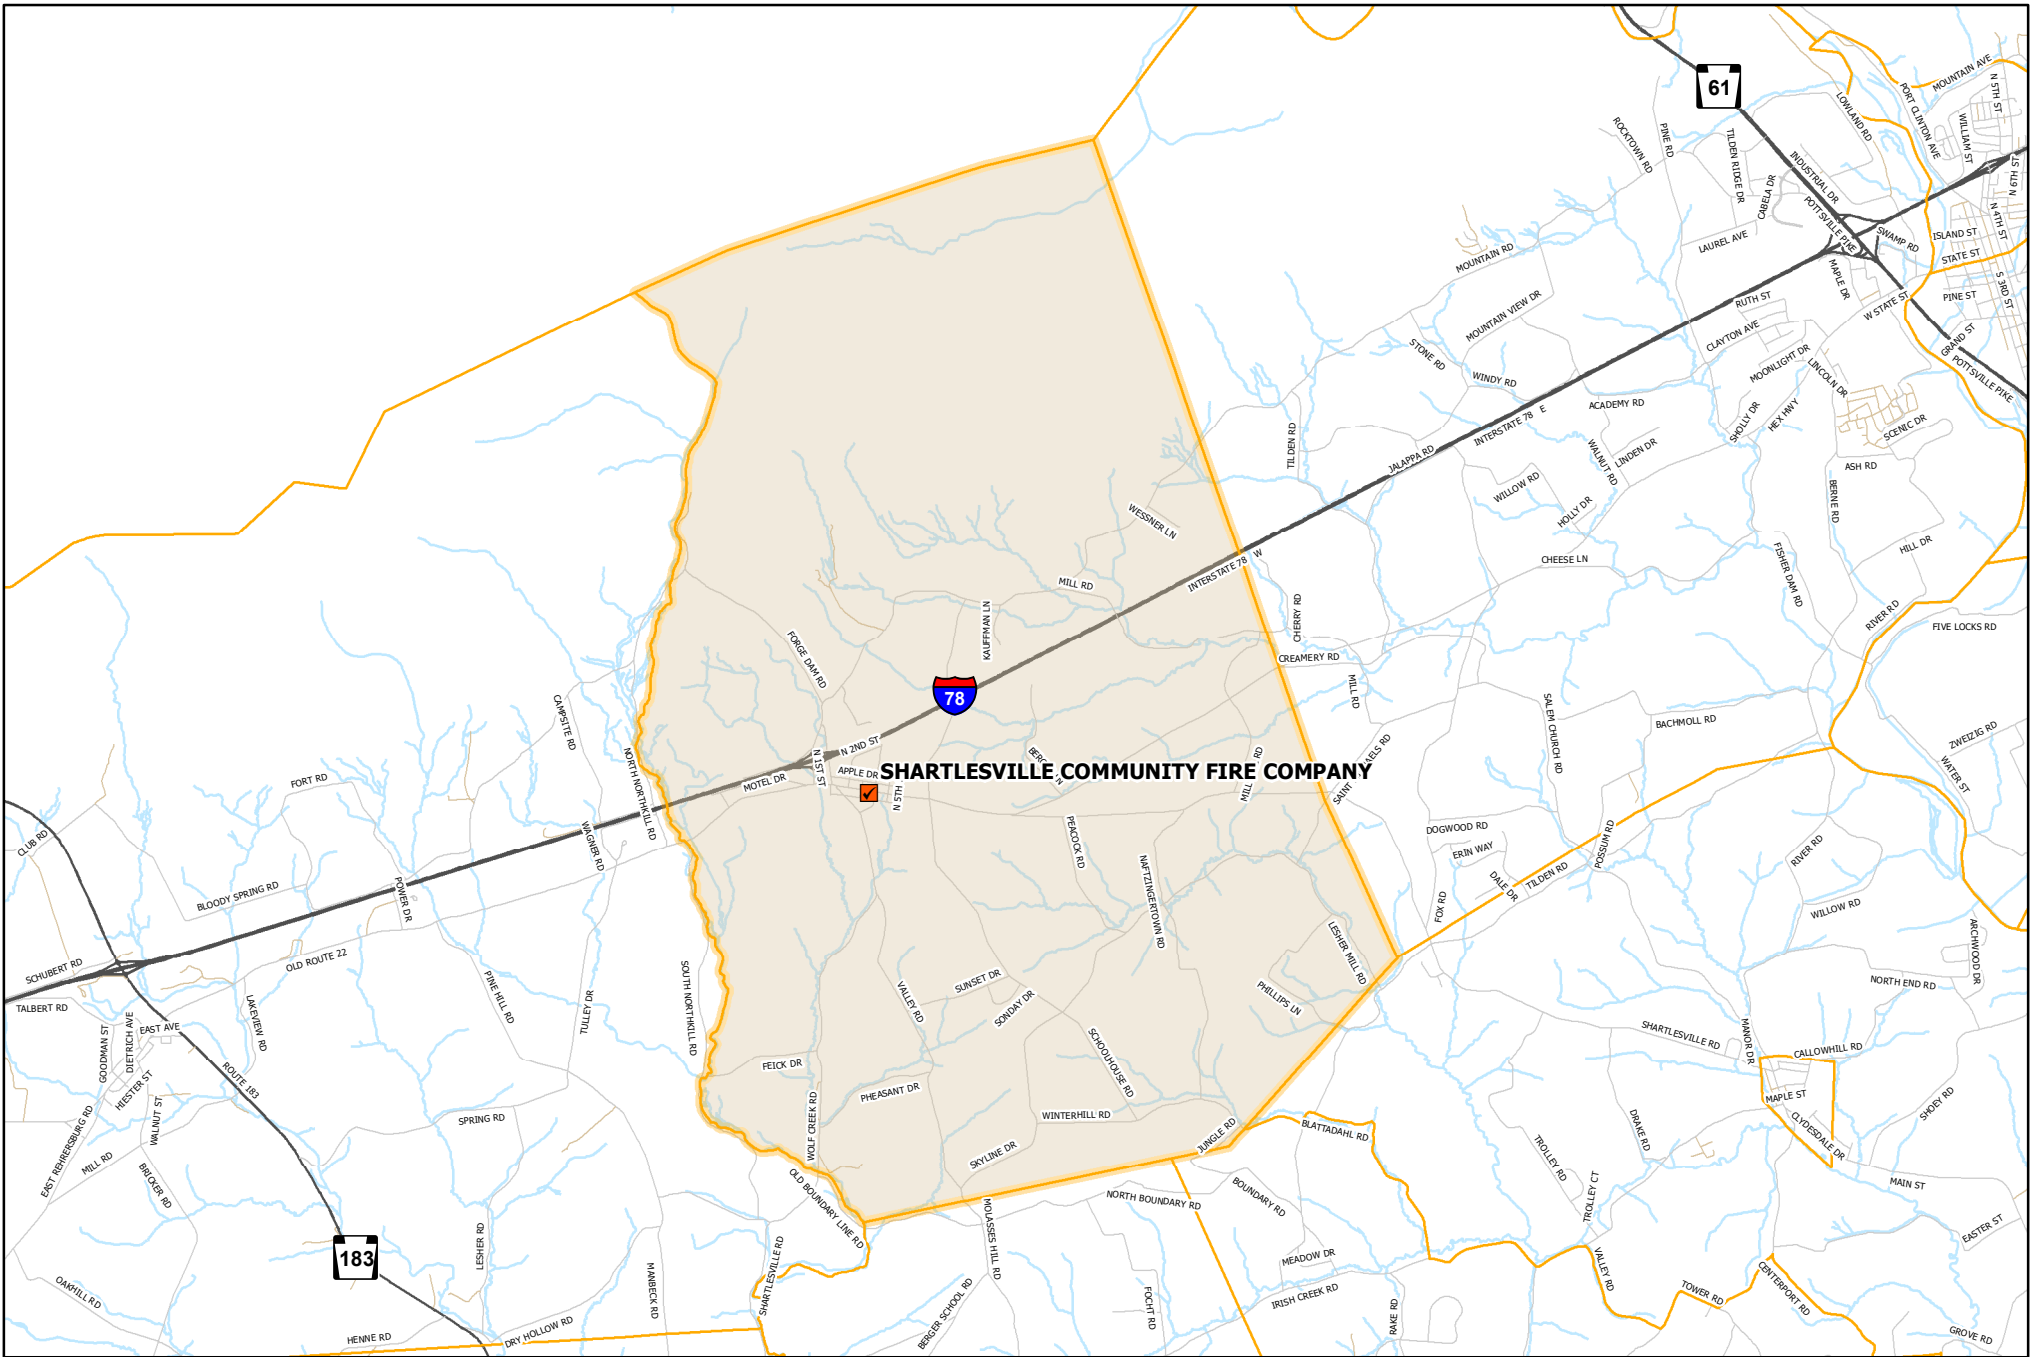 61
MOUNTAIN AVE
N 5TH ST
PORT CLINTON AVE
LOWLAND RD
WILLIAM ST
ROCKTOWN RD
PINE RD
TILDEN RIDGE DR
INDUSTRIAL DR
CABELA DR
N 6TH ST
POTTSVILLE PIKE
N 4TH ST
LAUREL AVE
SWAMP RD
ISLAND ST
STATE ST
MOUNTAIN RD
MAPLE DR
S 3RD ST
PINE ST
RUTH ST
W STATE ST
MOUNTAIN VIEW DR
CLAYTON AVE
GRAND ST
STONE RD
MOONLIGHT DR
LINCOLN DR
POTTSVILLE PIKE
WINDY RD
ACADEMY RD
HEX HWY
SHOLLY DR
INTERSTATE 78 E
SCENIC DR
TILDEN RD
JALAPPA RD
WALNUT RD
LINDEN DR
ASH RD
WILLOW RD
BERNE RD
HOLLY DR
WESSNER LN
HILL DR
CHEESE LN
FISHER DAM RD
INTERSTATE 78 W
MILL RD
KAUFFMAN LN
CHERRY RD
RIVER RD
FIVE LOCKS RD
FORGE DAM RD
CREAMERY RD
78
MILL RD
CAMPSITE RD
SALEM CHURCH RD
BACHMOLL RD
ZWEIZIG RD
N 2ND ST
NORTH NORTHKILL RD
N 1ST ST
WATER ST
FORT RD
MOTEL DR
APPLE DR
SHARTLESVILLE COMMUNITY FIRE COMPANY
N 5TH
DOGWOOD RD
CLUB RD
WAGNER RD
PEACOCK RD
ERIN WAY
POSSUM RD
RIVER RD
BLOODY SPRING RD
POWER DR
NAFTZINGERTOWN RD
DALE DR
TILDEN RD
FOX RD
WILLOW RD
OLD ROUTE 22
LESHER MILL RD
ARCHWOOD DR
SCHUBERT RD
SOUTH NORTHKILL RD
SUNSET DR
VALLEY RD
PHILLIPS LN
NORTH END RD
TALBERT RD
LAKEVIEW RD
PINE HILL RD
TULLEY DR
SONDAY DR
EAST AVE
GOODMAN ST
DIETRICH AVE
SHARTLESVILLE RD
MANOR DR
CALLOWHILL RD
FEICK DR
SCHOOLHOUSE RD
HIESTER ST
ROUTE 183
PHEASANT DR
MAPLE ST
SHOEY RD
SPRING RD
WALNUT ST
WOLF CREEK RD
WINTERHILL RD
EAST REHRERSBURG RD
BLATTADAHL RD
DRAKE RD
CLYDESDALE DR
MILL RD
JUNGLE RD
SKYLINE DR
TROLLEY RD
BRICKER RD
MAIN ST
OLD BOUNDARY LINE RD
NORTH BOUNDARY RD
BOUNDARY RD
TROLLEY CT
EASTER ST
183
LESHER RD
SHARTLESVILLE RD
MOLASSES HILL RD
MEADOW DR
VALLEY RD
OAKHILL RD
MANBECK RD
IRISH CREEK RD
TOWER RD
CENTERPORT RD
HENNE RD
DRY HOLLOW RD
BERGER SCHOOL RD
FOCHT RD
RAKE RD
GROVE RD